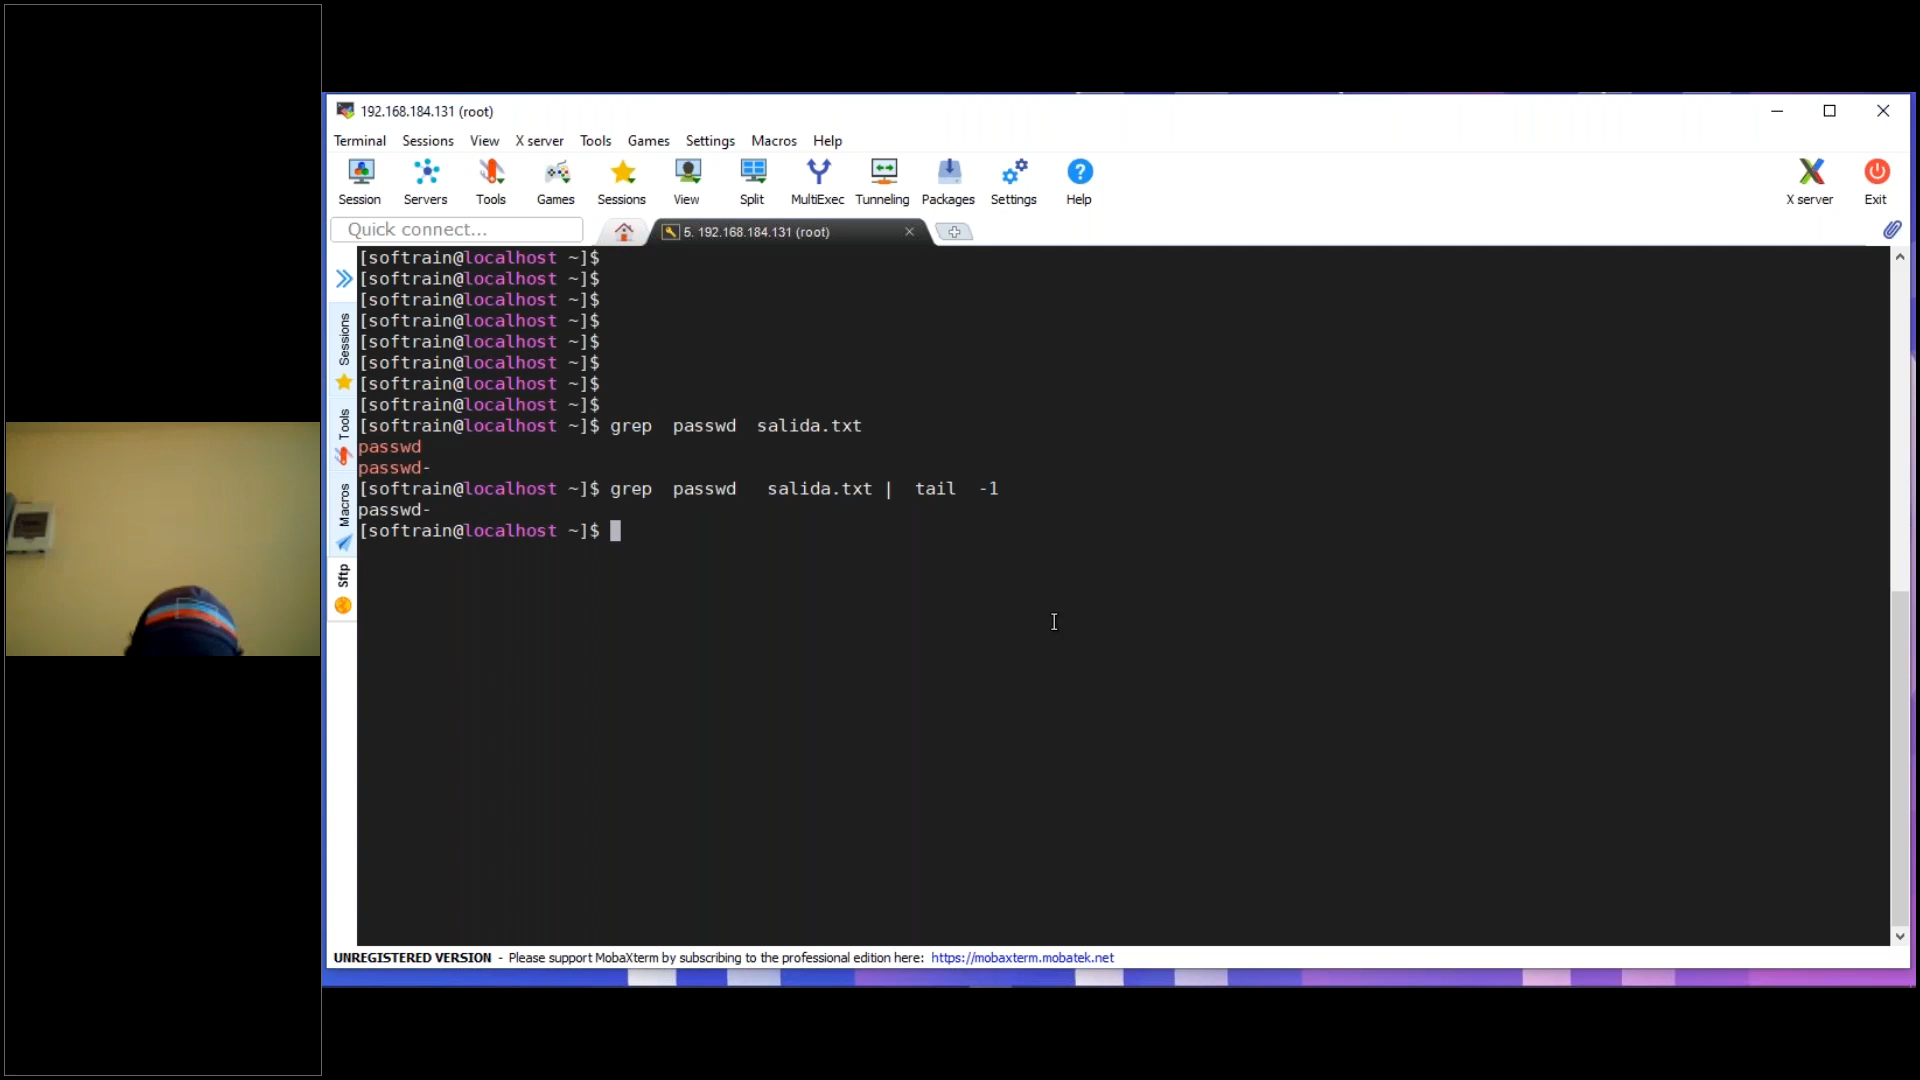 192.168.184.131 (root)
Terminal Sessions View X server Tools Games Settings Macros Help
Session Servers Tools Games Sessions View Split MultiExec Tunneling Packages Settings Help X server Exit
Quick connect...
5. 192.168.184.131 (root)
Sessions
Tools
Macros
Sftp
[softrain@localhost ~]$
[softrain@localhost ~]$
[softrain@localhost ~]$
[softrain@localhost ~]$
[softrain@localhost ~]$
[softrain@localhost ~]$
[softrain@localhost ~]$
[softrain@localhost ~]$
[softrain@localhost ~]$ grep  passwd  salida.txt
passwd
passwd-
[softrain@localhost ~]$ grep  passwd   salida.txt |  tail  -1
passwd-
[softrain@localhost ~]$
UNREGISTERED VERSION - Please support MobaXterm by subscribing to the professional edition here: https://mobaxterm.mobatek.net